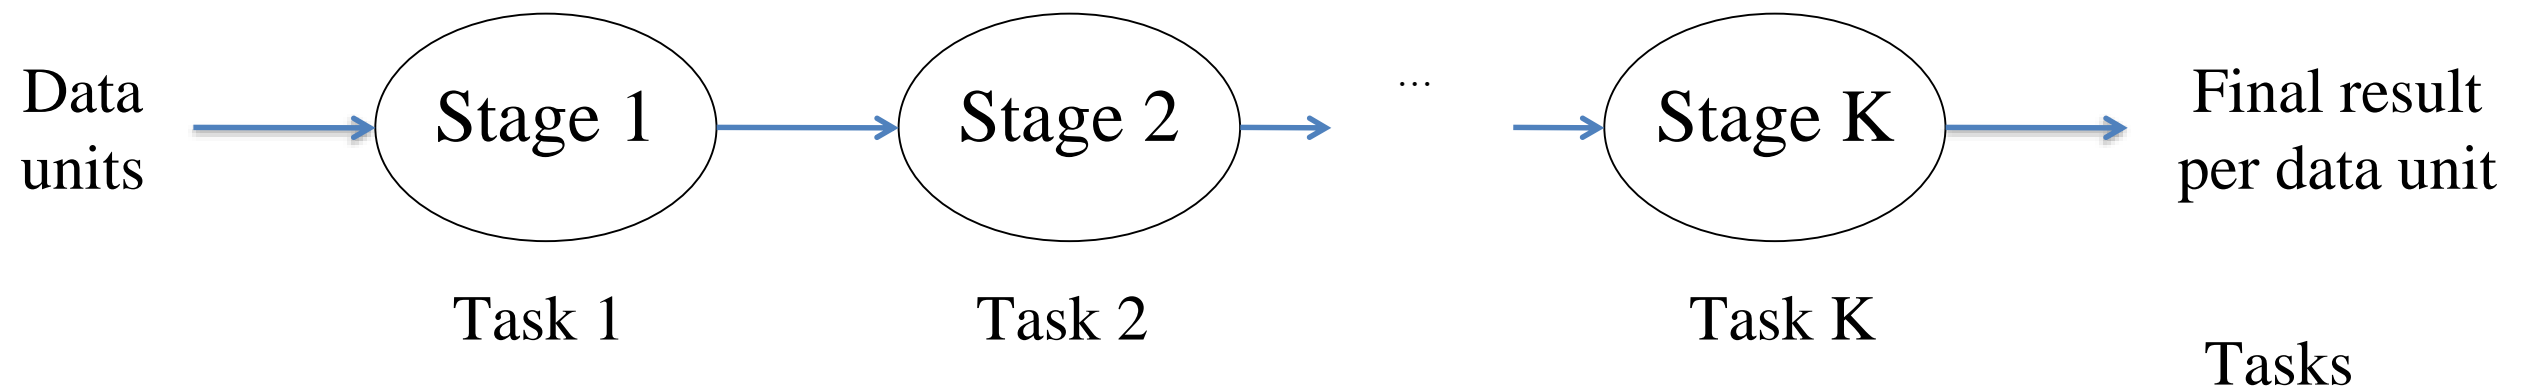 Data
units
Stage 1
Stage 2
...
Stage K
Final result
per data unit
Task 1
Task 2
Task K
Tasks